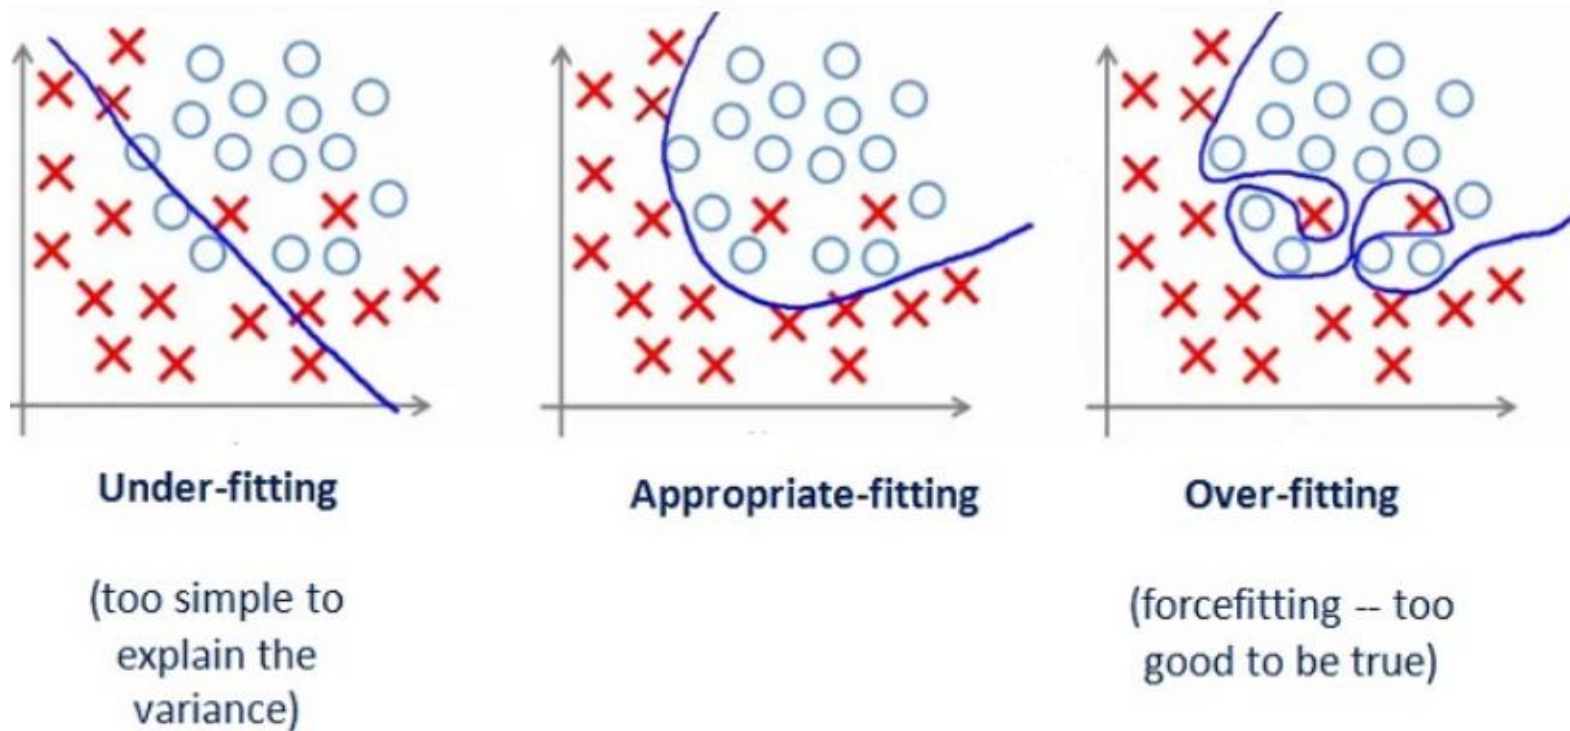 Under-fitting
Appropriate-fitting
Over-fitting
(too simple to
explain the
variance)
(forcefitting -- too
good to be true)